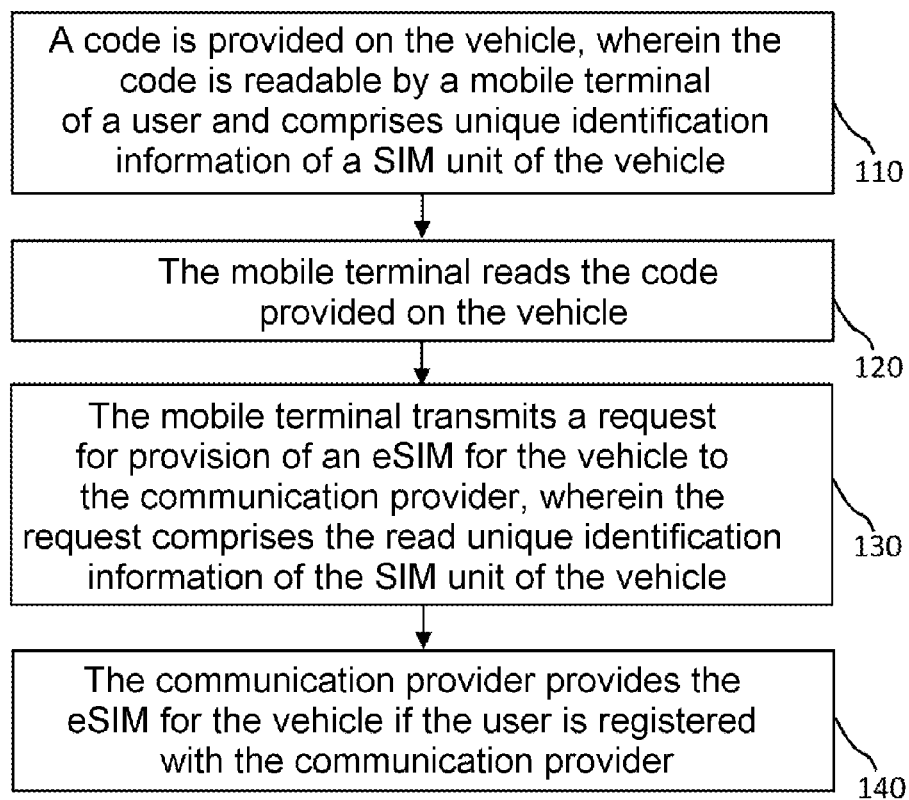 A code is provided on the vehicle, wherein the
code is readable by a mobile terminal
of a user and comprises unique identification
information of a SIM unit of the vehicle
110
The mobile terminal reads the code
provided on the vehicle
120
The mobile terminal transmits a request
for provision of an eSIM for the vehicle to
the communication provider, wherein the
request comprises the read unique identification
information of the SIM unit of the vehicle
130
The communication provider provides the
eSIM for the vehicle if the user is registered
with the communication provider
140